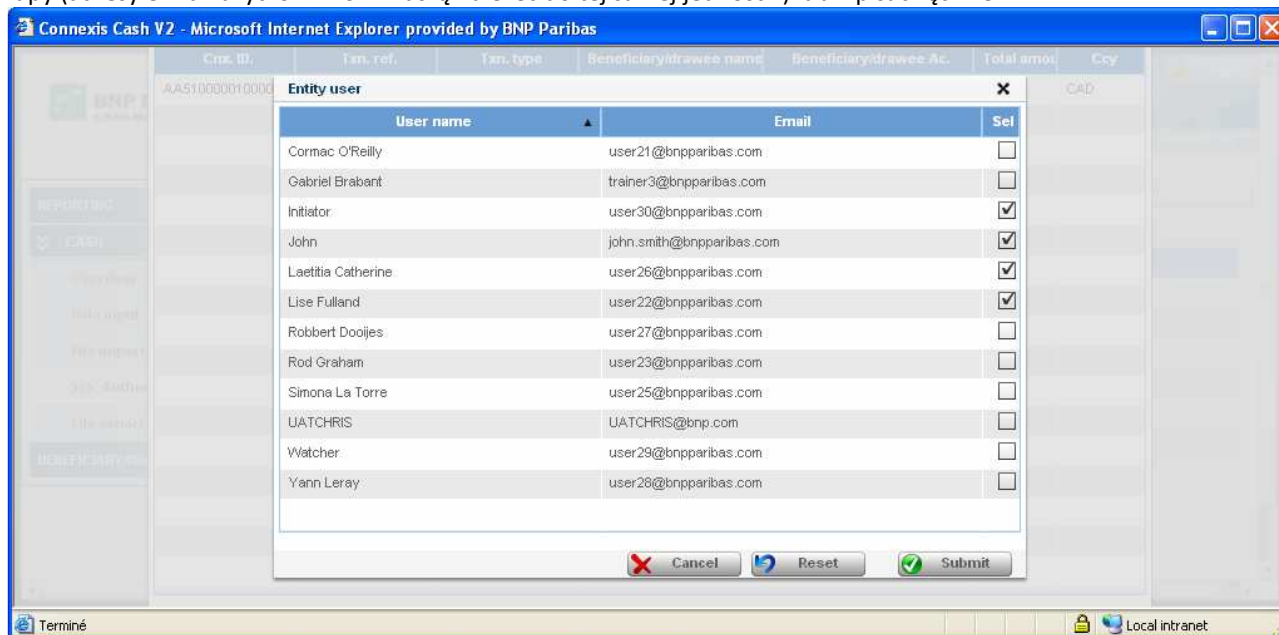 Connexis Cash V2 - Microsoft Internet Explorer provided by BNP Paribas
Cnx. ID. Txn. ref. Txn. type Beneficiary/drawee name Beneficiary/drawee Ac. Total amou Ccy
AA510000010000 CAD
BNP
Entity user
User name Email Sel
Cormac O'Reilly user21@bnpparibas.com
Gabriel Brabant trainer3@bnpparibas.com
Initiator user30@bnpparibas.com
John john.smith@bnpparibas.com
Laetitia Catherine user26@bnpparibas.com
Lise Fulland user22@bnpparibas.com
Robbert Dooijes user27@bnpparibas.com
Rod Graham user23@bnpparibas.com
Simona La Torre user25@bnpparibas.com
UATCHRIS UATCHRIS@bnp.com
Watcher user29@bnpparibas.com
Yann Leray user28@bnpparibas.com
REPORTING
CASH
Cancel Reset Submit
Terminé Local intranet